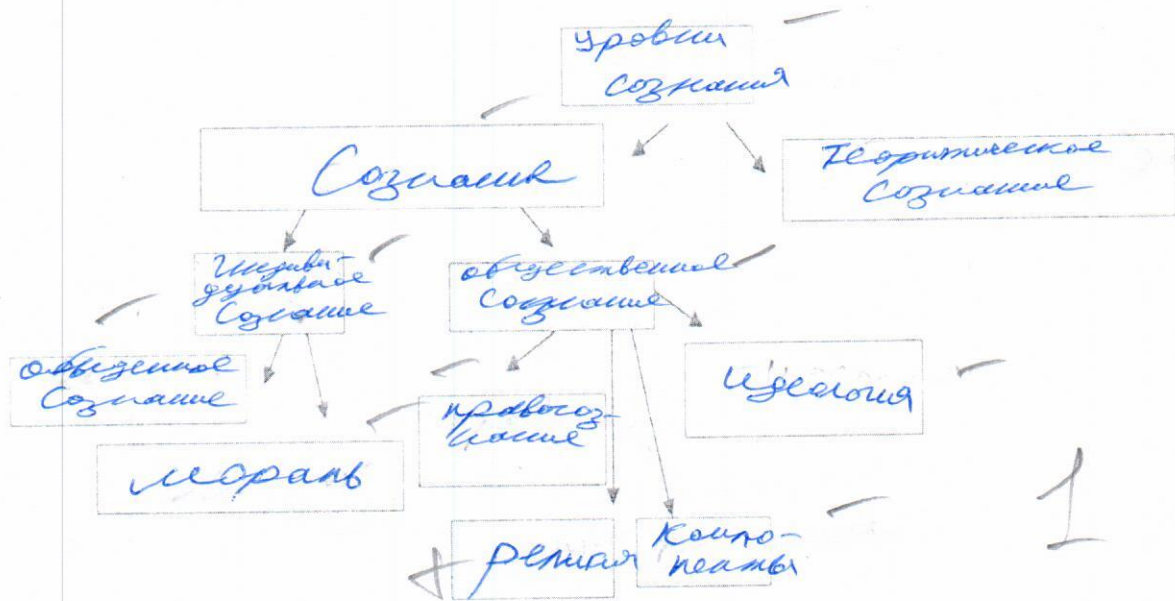 уровни
сознания
Сознание
Теоритическое
сознание
Индиви-
дуальное
Сознание
общественное
Сознание
обыденное
Сознание
мораль
правосоз-
нание
идеология
религия
Компо-
ненты
1